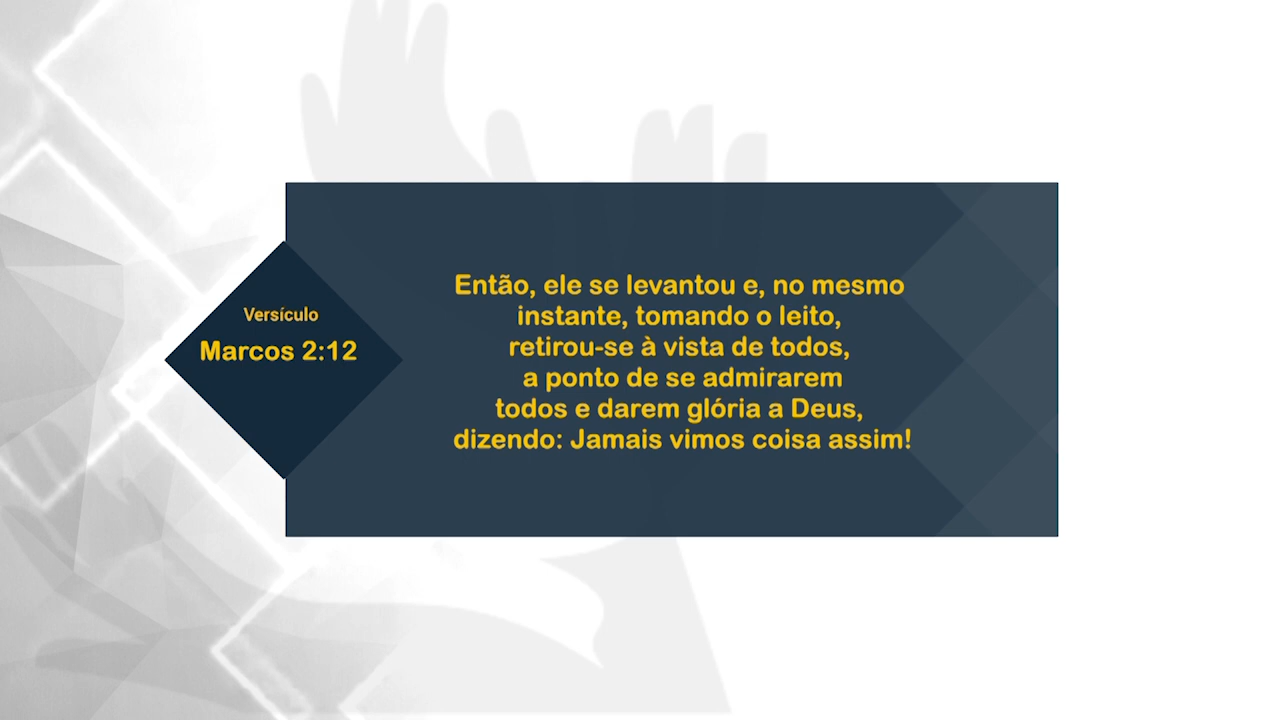 Versículo
Marcos 2:12
Então, ele se levantou e, no mesmo
instante, tomando o leito,
retirou-se à vista de todos,
a ponto de se admirarem
todos e darem glória a Deus,
dizendo: Jamais vimos coisa assim!